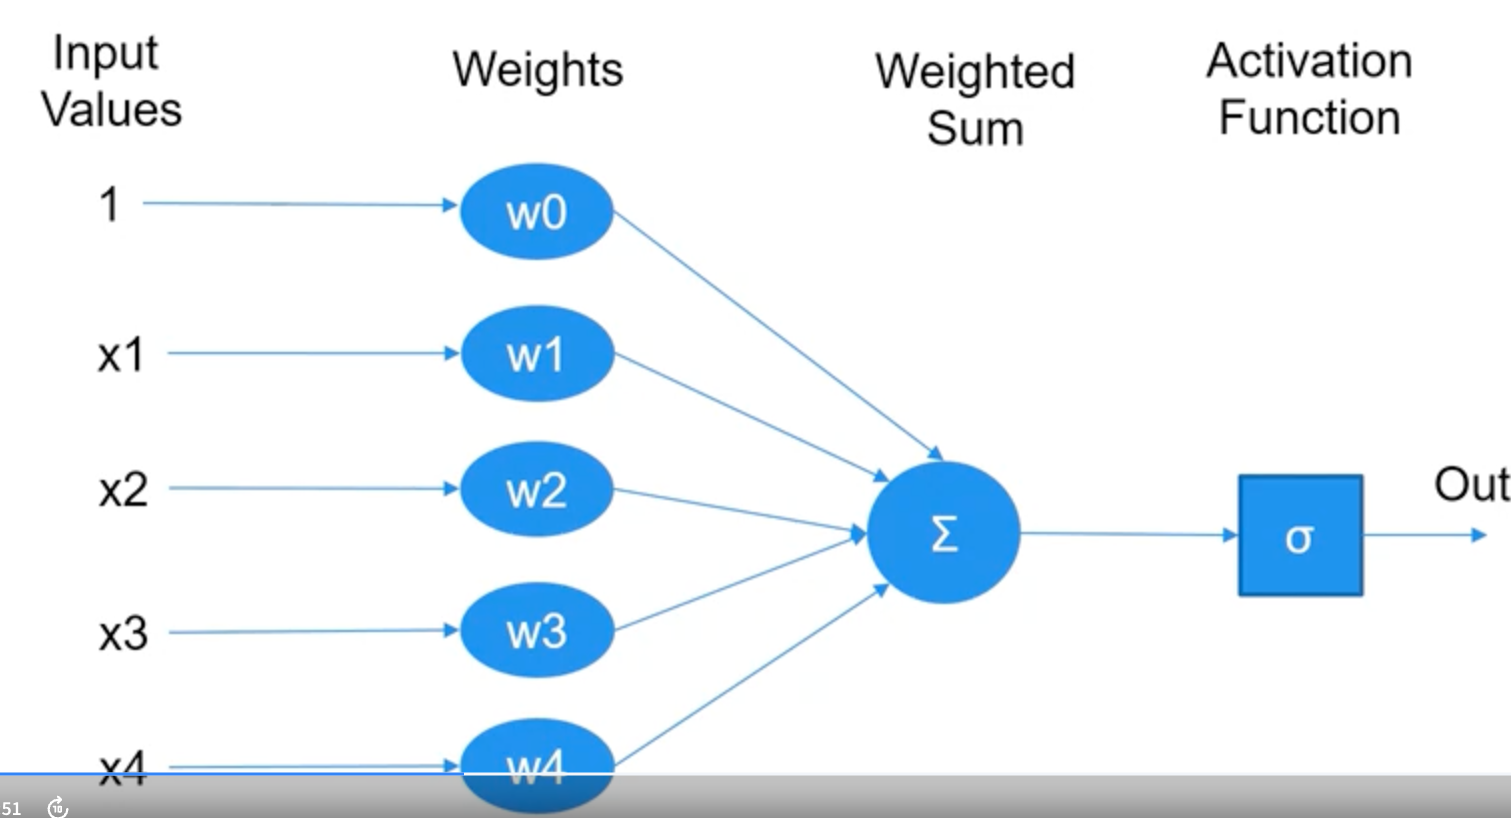 Input
Values
Weights
Weighted
Sum
Activation
Function
1
w0
x1
w1
x2
w2
x3
w3
x4
w4
Σ
σ
Out
51
10